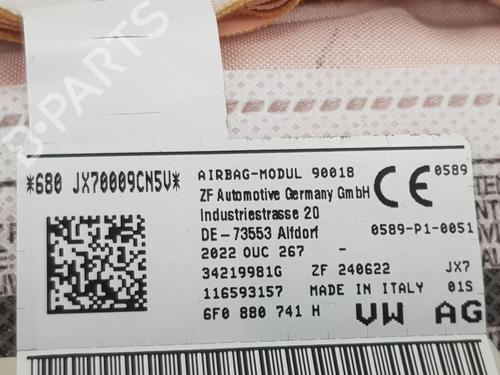 B-PARTS
*680 JX70009CN5V*
AIRBAG-MODUL 90018
ZF Automotive Germany GmbH
Industriestrasse 20
DE - 73553 Alfdorf
CE 0589
0589-P1-0051
2022 OUC 267 -
34219981G ZF 240622 JX7
116593157 MADE IN ITALY 01S
6F0 880 741 H VW AG